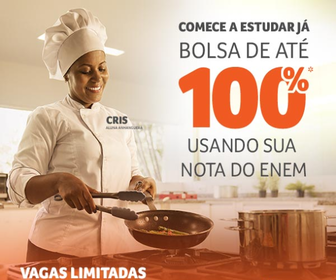 COMECE A ESTUDAR JÁ
BOLSA DE ATÉ
100%*
USANDO SUA
NOTA DO ENEM
CRIS
VAGAS LIMITADAS